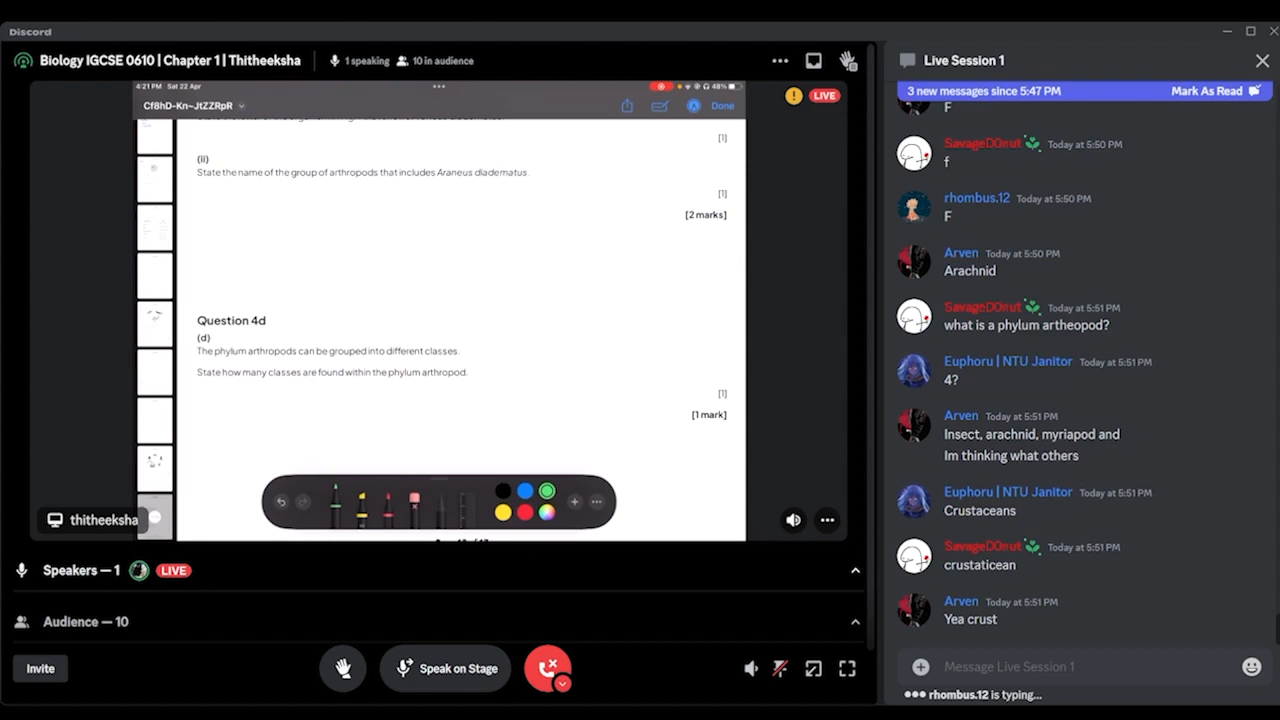 Discord
Biology IGSCE 0610 | Chapter 1 | Thitheeksha
1 speaking
10 in audience
4:21 PM Sat 22 Apr
48%
Cf8hD-Kn~JtZZRpR
Done
LIVE
[1]
(ii)
State the name of the group of arthropods that includes Araneus diadematus.
[1]
[2 marks]
Question 4d
(d)
The phylum arthropods can be grouped into different classes.
State how many classes are found within the phylum arthropod.
[1]
[1 mark]
thitheeksha
Speakers — 1
LIVE
Audience — 10
Invite
Speak on Stage
Live Session 1
3 new messages since 5:47 PM
Mark As Read
F
SavageD0nut Today at 5:50 PM
f
rhombus.12 Today at 5:50 PM
F
Arven Today at 5:50 PM
Arachnid
SavageD0nut Today at 5:51 PM
what is a phylum artheopod?
Euphoru | NTU Janitor Today at 5:51 PM
4?
Arven Today at 5:51 PM
Insect, arachnid, myriapod and
Im thinking what others
Euphoru | NTU Janitor Today at 5:51 PM
Crustaceans
SavageD0nut Today at 5:51 PM
crustaticean
Arven Today at 5:51 PM
Yea crust
Message Live Session 1
rhombus.12 is typing...